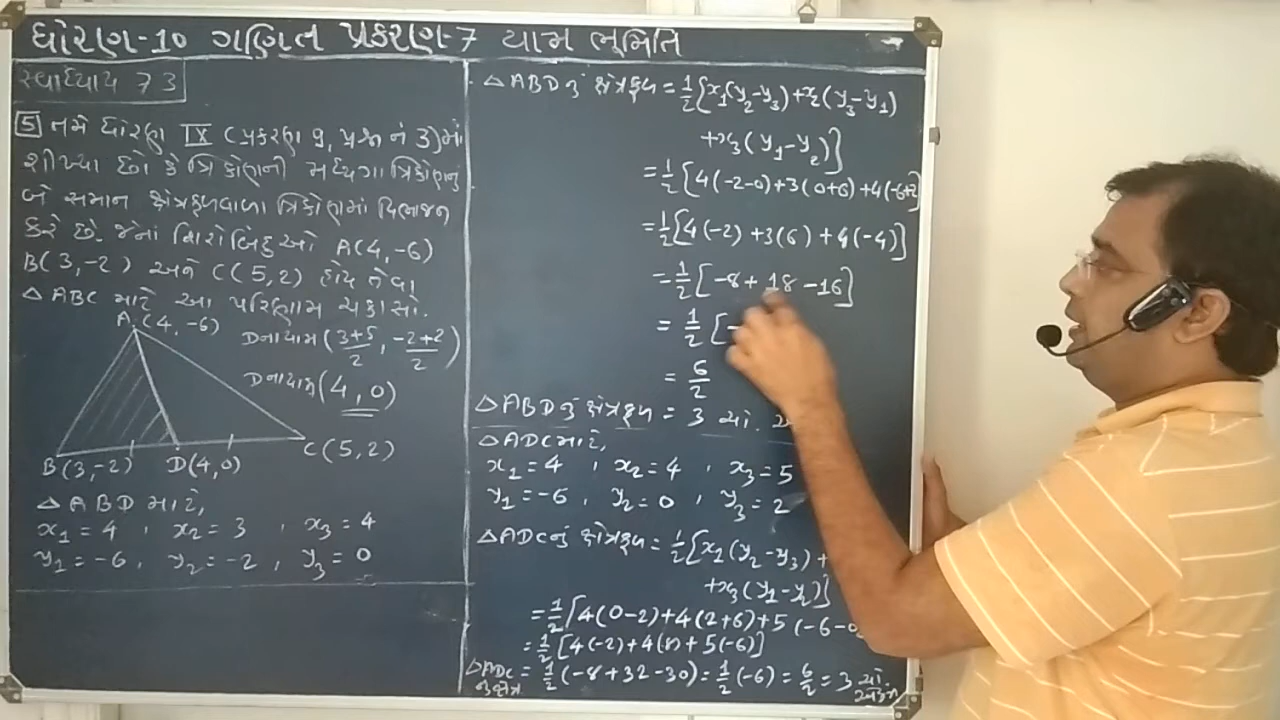 ધોરણ-10 ગણિત પ્રકરણ-7 યામ ભૂમિતિ
સ્વાધ્યાય 7.3
5 તમે ધોરણ IX (પ્રકરણ 9, પ્રશ્ન નં 3)માં
શીખ્યા છો કે ત્રિકોણની મધ્યગા ત્રિકોણનું
બે સમાન ક્ષેત્રફળવાળા ત્રિકોણમાં વિભાજન
કરે છે. જેનાં શિરોબિંદુઓ A(4,-6)
B(3,-2) અને C(5,2) હોય તેવા
△ABC માટે આ પરિણામ ચકાસો.
A(4,-6)
Dનાયામ (3+5/2, -2+2/2)
Dનાયામ (4,0)
B(3,-2) D(4,0) C(5,2)
△ABD માટે,
x₁=4, x₂=3, x₃=4
y₁=-6, y₂=-2, y₃=0
△ABDનું ક્ષેત્રફળ = 1/2[x₁(y₂-y₃)+x₂(y₃-y₁)
+x₃(y₁-y₂)]
=1/2[4(-2-0)+3(0+6)+4(-6+2)]
=1/2[4(-2)+3(6)+4(-4)]
=1/2[-8+18-16]
=1/2[-
=6/2
△ABDનું ક્ષેત્રફળ = 3 ચો.
△ADC માટે,
x₁=4, x₂=4, x₃=5
y₁=-6, y₂=0, y₃=2
△ADCનું ક્ષેત્રફળ = 1/2[x₁(y₂-y₃)+
+x₃(y₁-y₂)]
=1/2[4(0-2)+4(2+6)+5(-6-0
=1/2[4(-2)+4(8)+5(-6)]
△ADC નુંક્ષેત્ર = 1/2(-8+32-30)=1/2(-6)=6/2=3 ચો એકમ